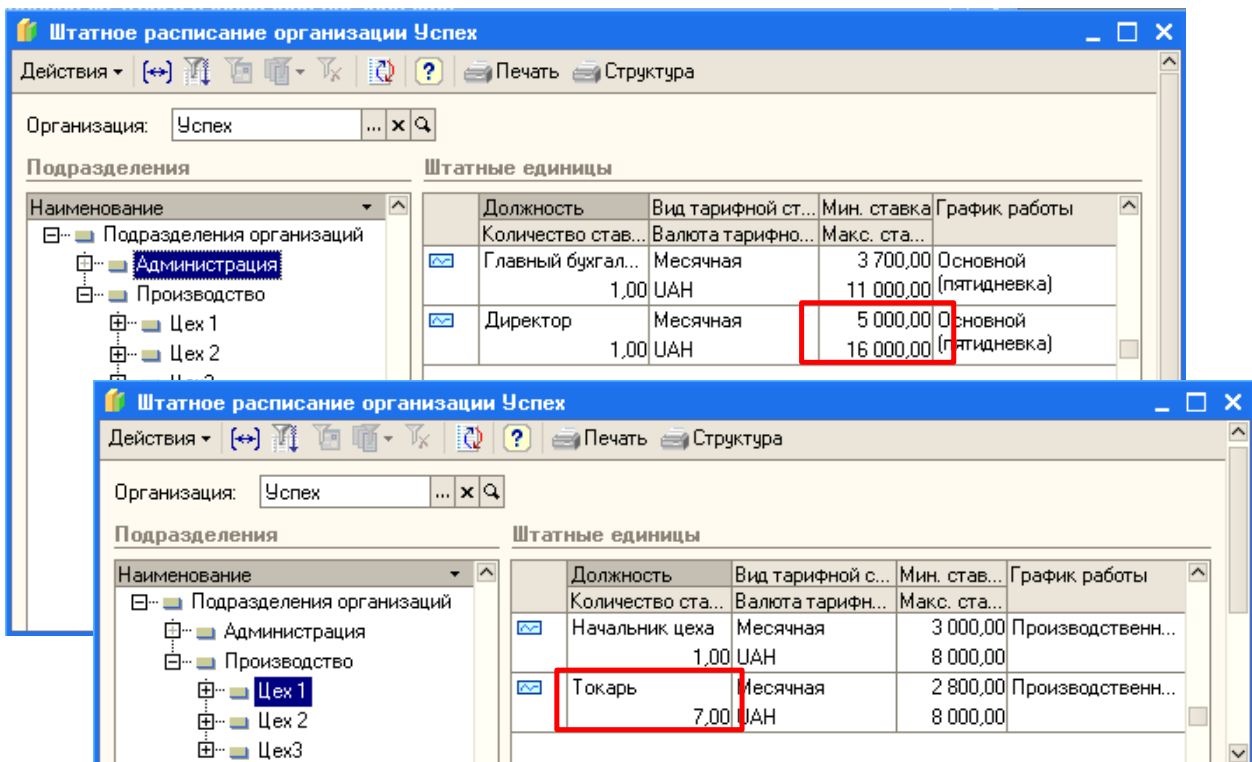 Штатное расписание организации Успех
Действия Печать Структура
Организация: Успех ...
Подразделения Штатные единицы
Наименование Должность Вид тарифной ст... Мин. ставка График работы
Количество став... Валюта тарифно... Макс. ста...
Подразделения организаций
Администрация
Производство
Цех 1
Цех 2
Главный бухгал... Месячная 3 700,00 Основной
1,00 UAH 11 000,00 (пятидневка)
Директор Месячная 5 000,00 Основной
1,00 UAH 16 000,00 (пятидневка)
Штатное расписание организации Успех
Действия Печать Структура
Организация: Успех ...
Подразделения Штатные единицы
Наименование Должность Вид тарифной с... Мин. став... График работы
Количество ста... Валюта тарифн... Макс. ста...
Подразделения организаций
Администрация
Производство
Цех 1
Цех 2
Цех3
Начальник цеха Месячная 3 000,00 Производственн...
1,00 UAH 8 000,00
Токарь Месячная 2 800,00 Производственн...
7,00 UAH 8 000,00